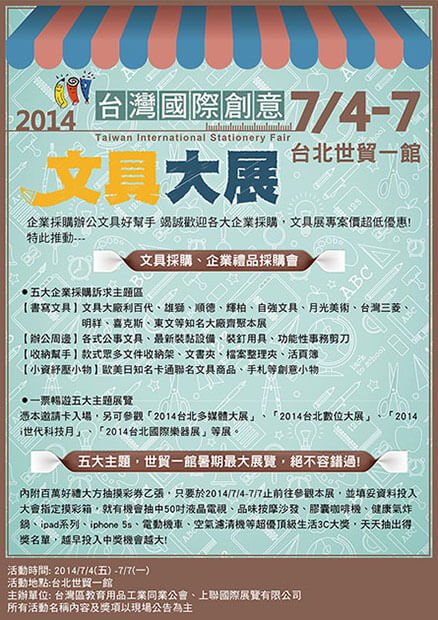 2014 台灣國際創意 7/4-7
Taiwan International Stationery Fair
台北世貿一館
文具大展
企業採購辦公文具好幫手 竭誠歡迎各大企業採購，文具展專案價超低優惠!
特此推動---
文具採購、企業禮品採購會
●五大企業採購訴求主題區
【書寫文具】文具大廠利百代、雄獅、順德、輝柏、自強文具、月光美術、台灣三菱、
明祥、喜克斯、東文等知名大廠齊聚本展
【辦公周邊】各式公事文具、最新裝點設備、裝釘用具、功能性事務剪刀
【收納幫手】款式眾多文件收納架、文書夾、檔案整理夾、活頁簿
【小資紓壓小物】歐美日知名卡通聯名文具商品、手札等創意小物
●一票暢遊五大主題展覽
憑本邀請卡入場，另可參觀「2014台北多媒體大展」、「2014台北數位大展」、「2014
i世代科技月」、「2014台北國際樂器展」等展。
五大主題，世貿一館暑期最大展覽，絕不容錯過!
內附百萬好禮大方抽摸彩券乙張，只要於2014/7/4-7/7止前往參觀本展，並填妥資料投入
大會指定摸彩箱，就有機會抽中50吋液晶電視、品味按摩沙發、膠囊咖啡機、健康氣炸
鍋、ipad系列、iphone 5s、電動機車、空氣濾清機等超優頂級生活3C大獎，天天抽出得
獎名單，越早投入中獎機會越大!
活動時間: 2014/7/4(五) -7/7(一)
活動地點:台北世貿一館
主辦單位: 台灣區教育用品工業同業公會、上聯國際展覽有限公司
所有活動名稱內容及獎項以現場公告為主